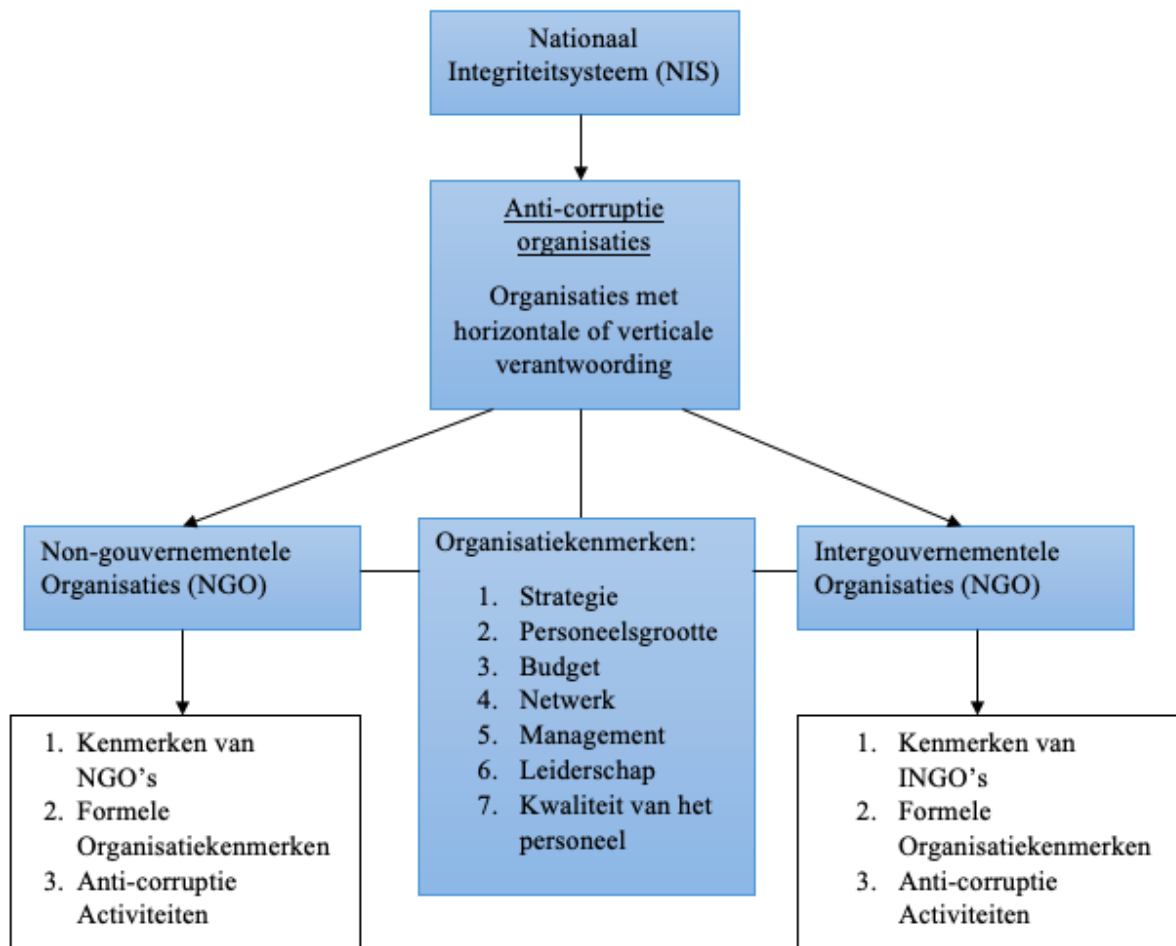 Nationaal
Integriteitsysteem (NIS)
Anti-corruptie
organisaties
Organisaties met
horizontale of verticale
verantwoording
Non-gouvernementele
Organisaties (NGO)
Organisatiekenmerken:
1. Strategie
2. Personeelsgrootte
3. Budget
4. Netwerk
5. Management
6. Leiderschap
7. Kwaliteit van het
personeel
Intergouvernementele
Organisaties (NGO)
1. Kenmerken van
NGO's
2. Formele
Organisatiekenmerken
3. Anti-corruptie
Activiteiten
1. Kenmerken van
INGO's
2. Formele
Organisatiekenmerken
3. Anti-corruptie
Activiteiten